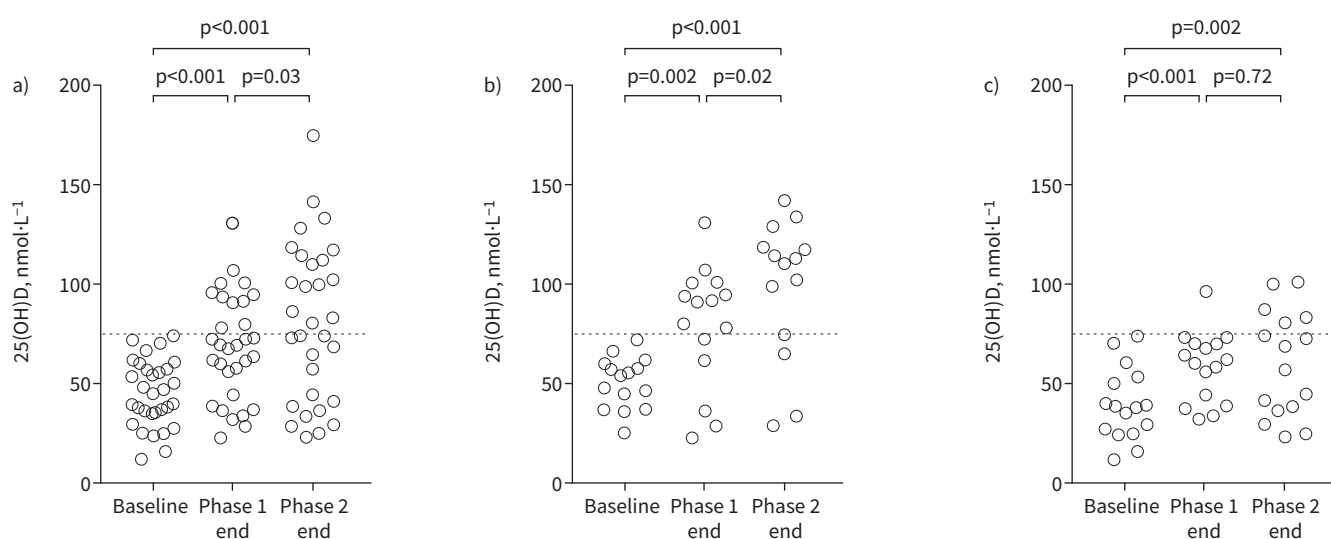 a)
p<0.001
p<0.001 p=0.03
25(OH)D, nmol·L⁻¹
200
150
100
50
0
Baseline Phase 1 end Phase 2 end
b)
p<0.001
p=0.002 p=0.02
25(OH)D, nmol·L⁻¹
200
150
100
50
0
Baseline Phase 1 end Phase 2 end
c)
p=0.002
p<0.001 p=0.72
25(OH)D, nmol·L⁻¹
200
150
100
50
0
Baseline Phase 1 end Phase 2 end